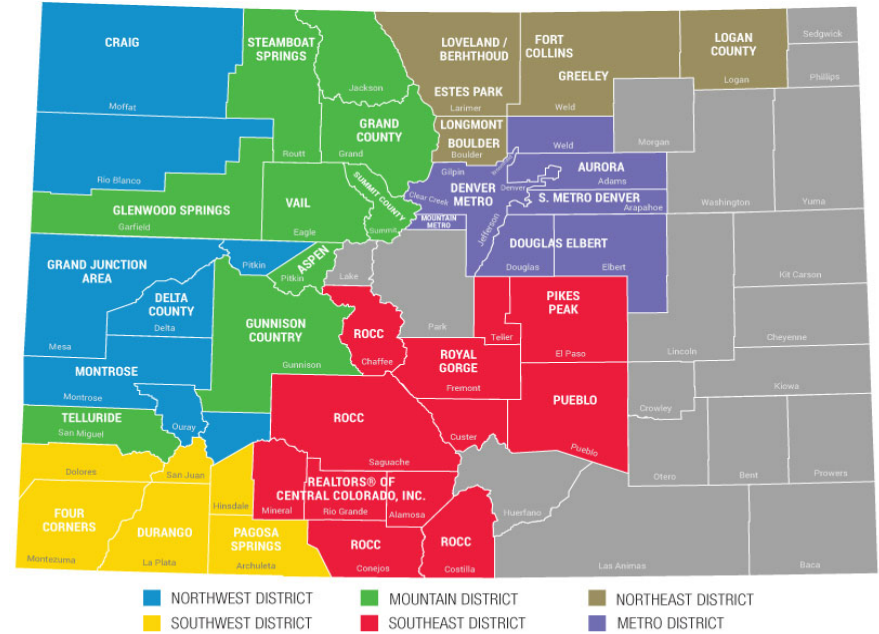 CRAIG
Moffat
STEAMBOAT
SPRINGS
Routt
Jackson
LOVELAND /
BERHTHOUD
ESTES PARK
Larimer
FORT
COLLINS
GREELEY
Weld
LOGAN
COUNTY
Logan
Sedgwick
Phillips
Rio Blanco
GRAND
COUNTY
Grand
LONGMONT
BOULDER
Boulder
Weld
Morgan
Washington
Yuma
GLENWOOD SPRINGS
Garfield
VAIL
Eagle
SUMMIT COUNTY
Summit
Gilpin
Clear Creek
DENVER
METRO
MOUNTAIN
METRO
Jefferson
Denver
AURORA
Adams
S. METRO DENVER
Arapahoe
DOUGLAS ELBERT
Douglas
Elbert
Kit Carson
GRAND JUNCTION
AREA
Mesa
DELTA
COUNTY
Delta
Pitkin
ASPEN
Pitkin
Lake
Park
Lincoln
Cheyenne
GUNNISON
COUNTRY
Gunnison
ROCC
Chaffee
Teller
PIKES
PEAK
El Paso
ROYAL
GORGE
Fremont
MONTROSE
Montrose
Ouray
TELLURIDE
San Miguel
ROCC
Saguache
Custer
PUEBLO
Pueblo
Crowley
Kiowa
Otero
Bent
Prowers
Dolores
San Juan
Hinsdale
FOUR
CORNERS
Montezuma
DURANGO
La Plata
PAGOSA
SPRINGS
Archuleta
REALTORS® OF
CENTRAL COLORADO, INC.
Mineral
Rio Grande
Alamosa
Huerfano
ROCC
Conejos
ROCC
Costilla
Las Animas
Baca
NORTHWEST DISTRICT
MOUNTAIN DISTRICT
NORTHEAST DISTRICT
SOUTHWEST DISTRICT
SOUTHEAST DISTRICT
METRO DISTRICT